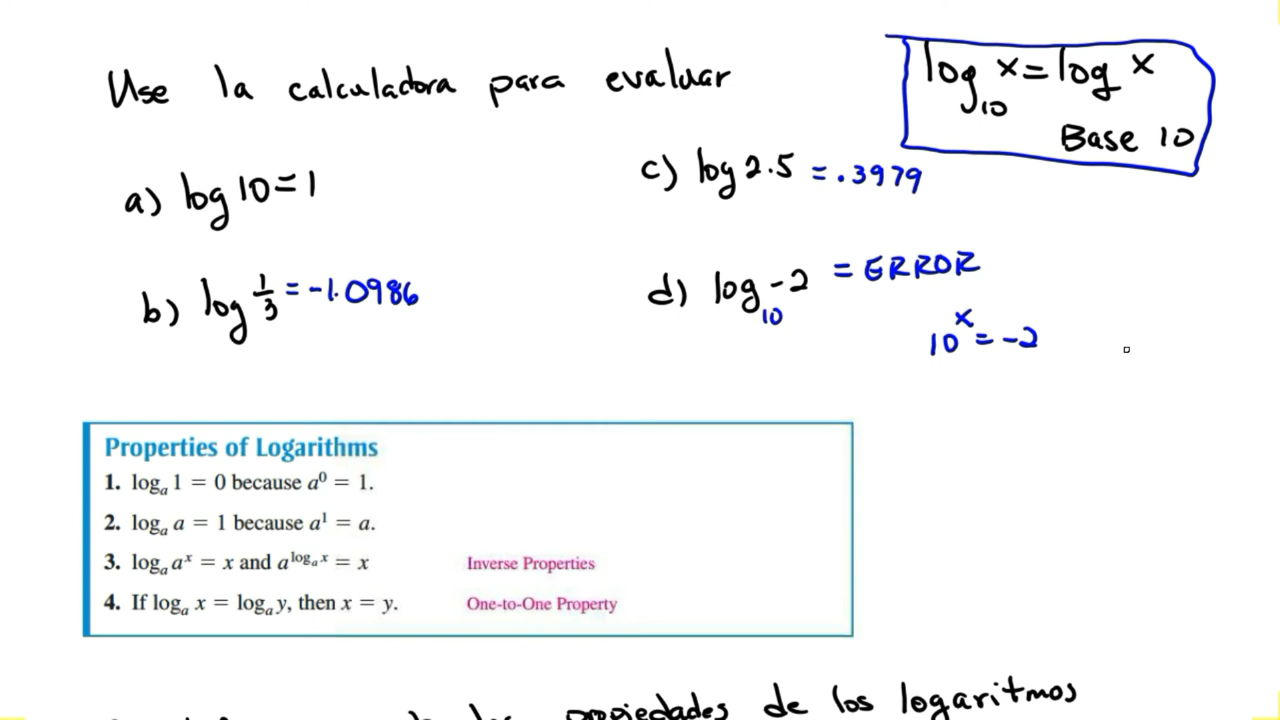 Use la calculadora para evaluar
log₁₀ x = log x
Base 10
a) log 10 = 1
c) log 2.5 = .3979
b) log 1/3 = -1.0986
d) log₁₀ -2 = ERROR
10^x = -2
Properties of Logarithms
1. logₐ 1 = 0 because a⁰ = 1.
2. logₐ a = 1 because a¹ = a.
3. logₐ aˣ = x and a^(logₐ x) = x Inverse Properties
4. If logₐ x = logₐ y, then x = y. One-to-One Property
propiedades de los logaritmos